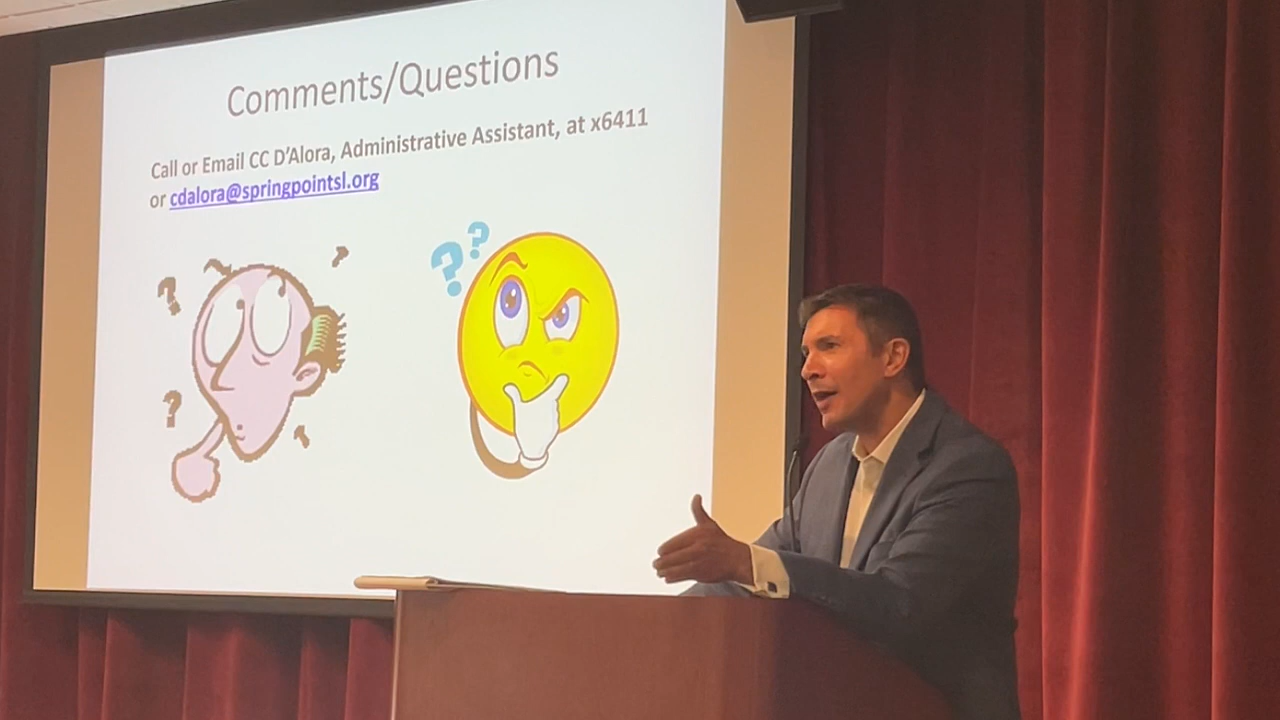 Comments/Questions
Call or Email CC D'Alora, Administrative Assistant, at x6411
or cdalora@springpointsl.org
? ?
? ?
? ?